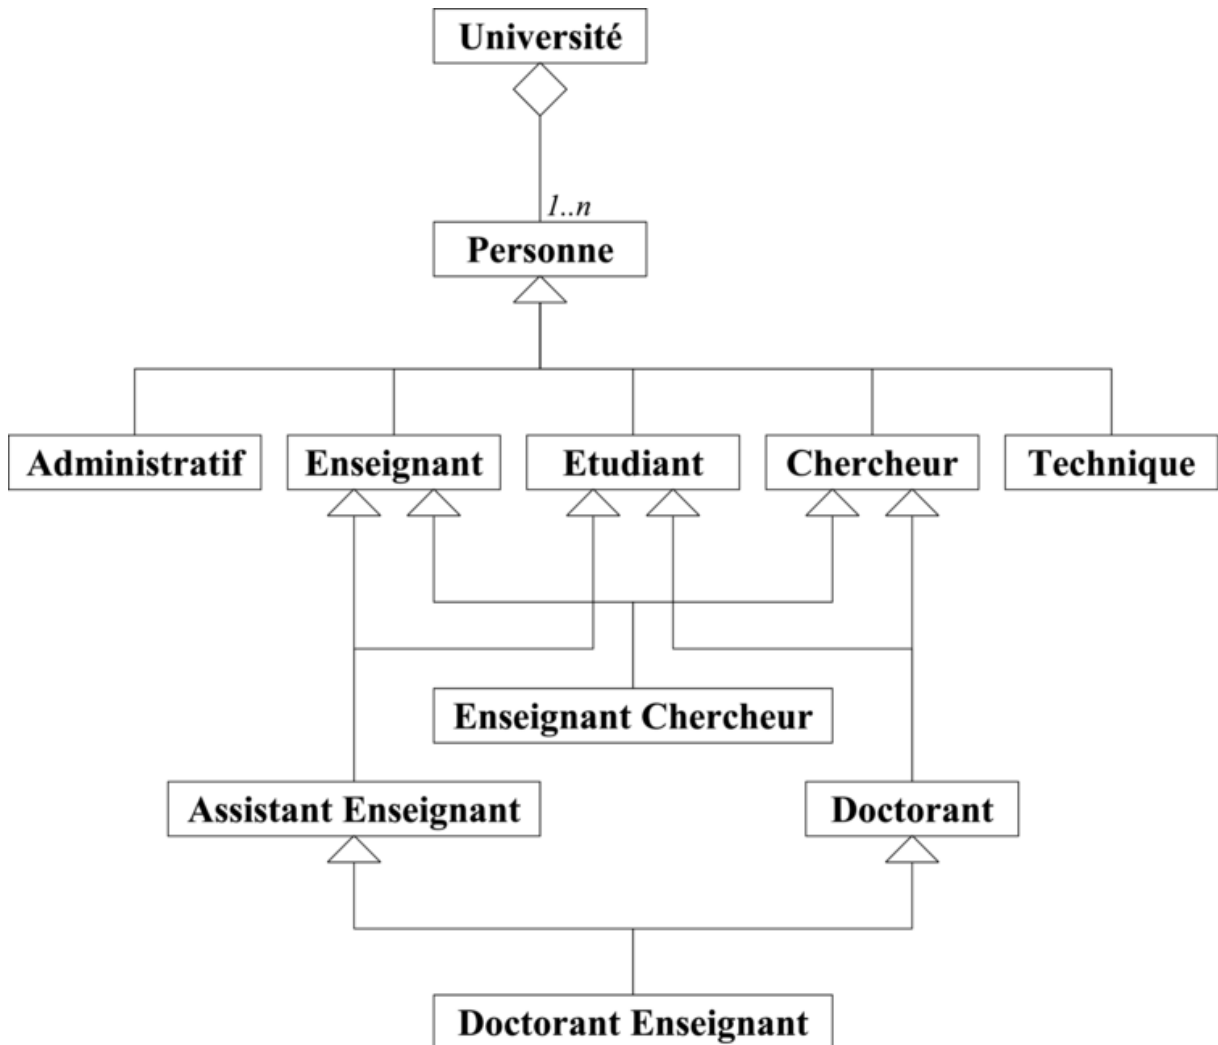 Université
1..n
Personne
Administratif
Enseignant
Etudiant
Chercheur
Technique
Enseignant Chercheur
Assistant Enseignant
Doctorant
Doctorant Enseignant